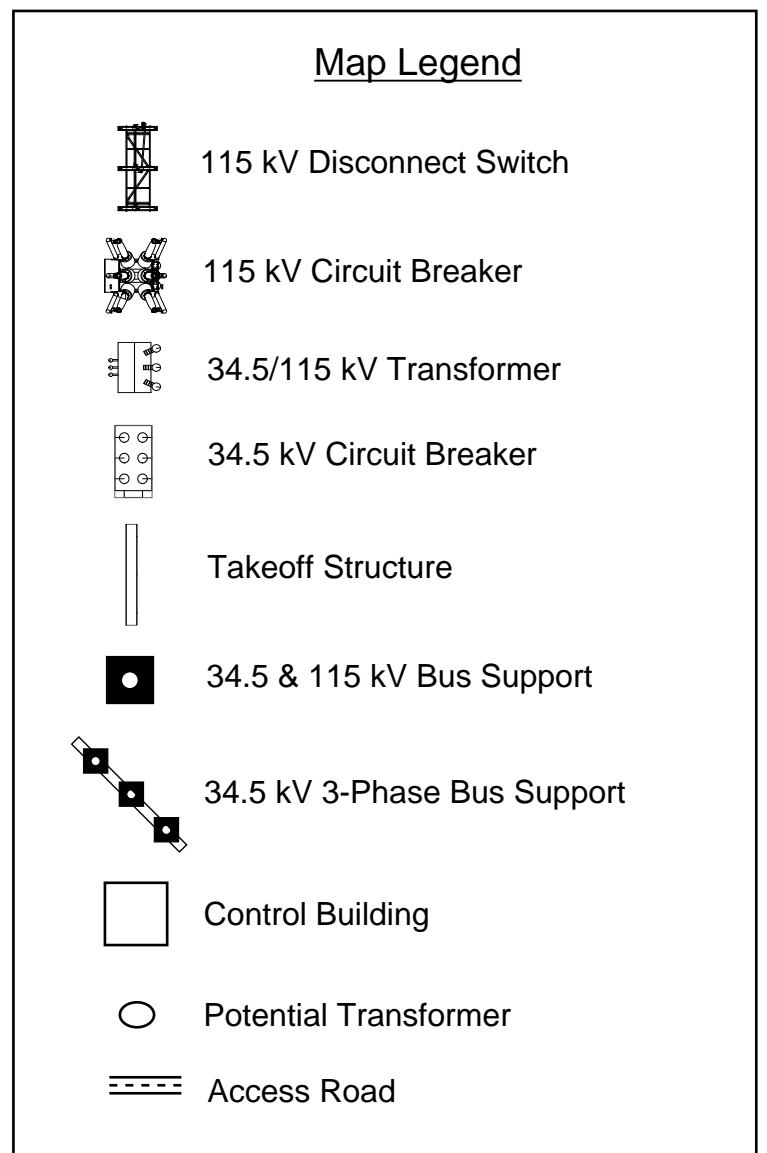 Map Legend
115 kV Disconnect Switch
115 kV Circuit Breaker
34.5/115 kV Transformer
34.5 kV Circuit Breaker
Takeoff Structure
34.5 & 115 kV Bus Support
34.5 kV 3-Phase Bus Support
Control Building
Potential Transformer
Access Road